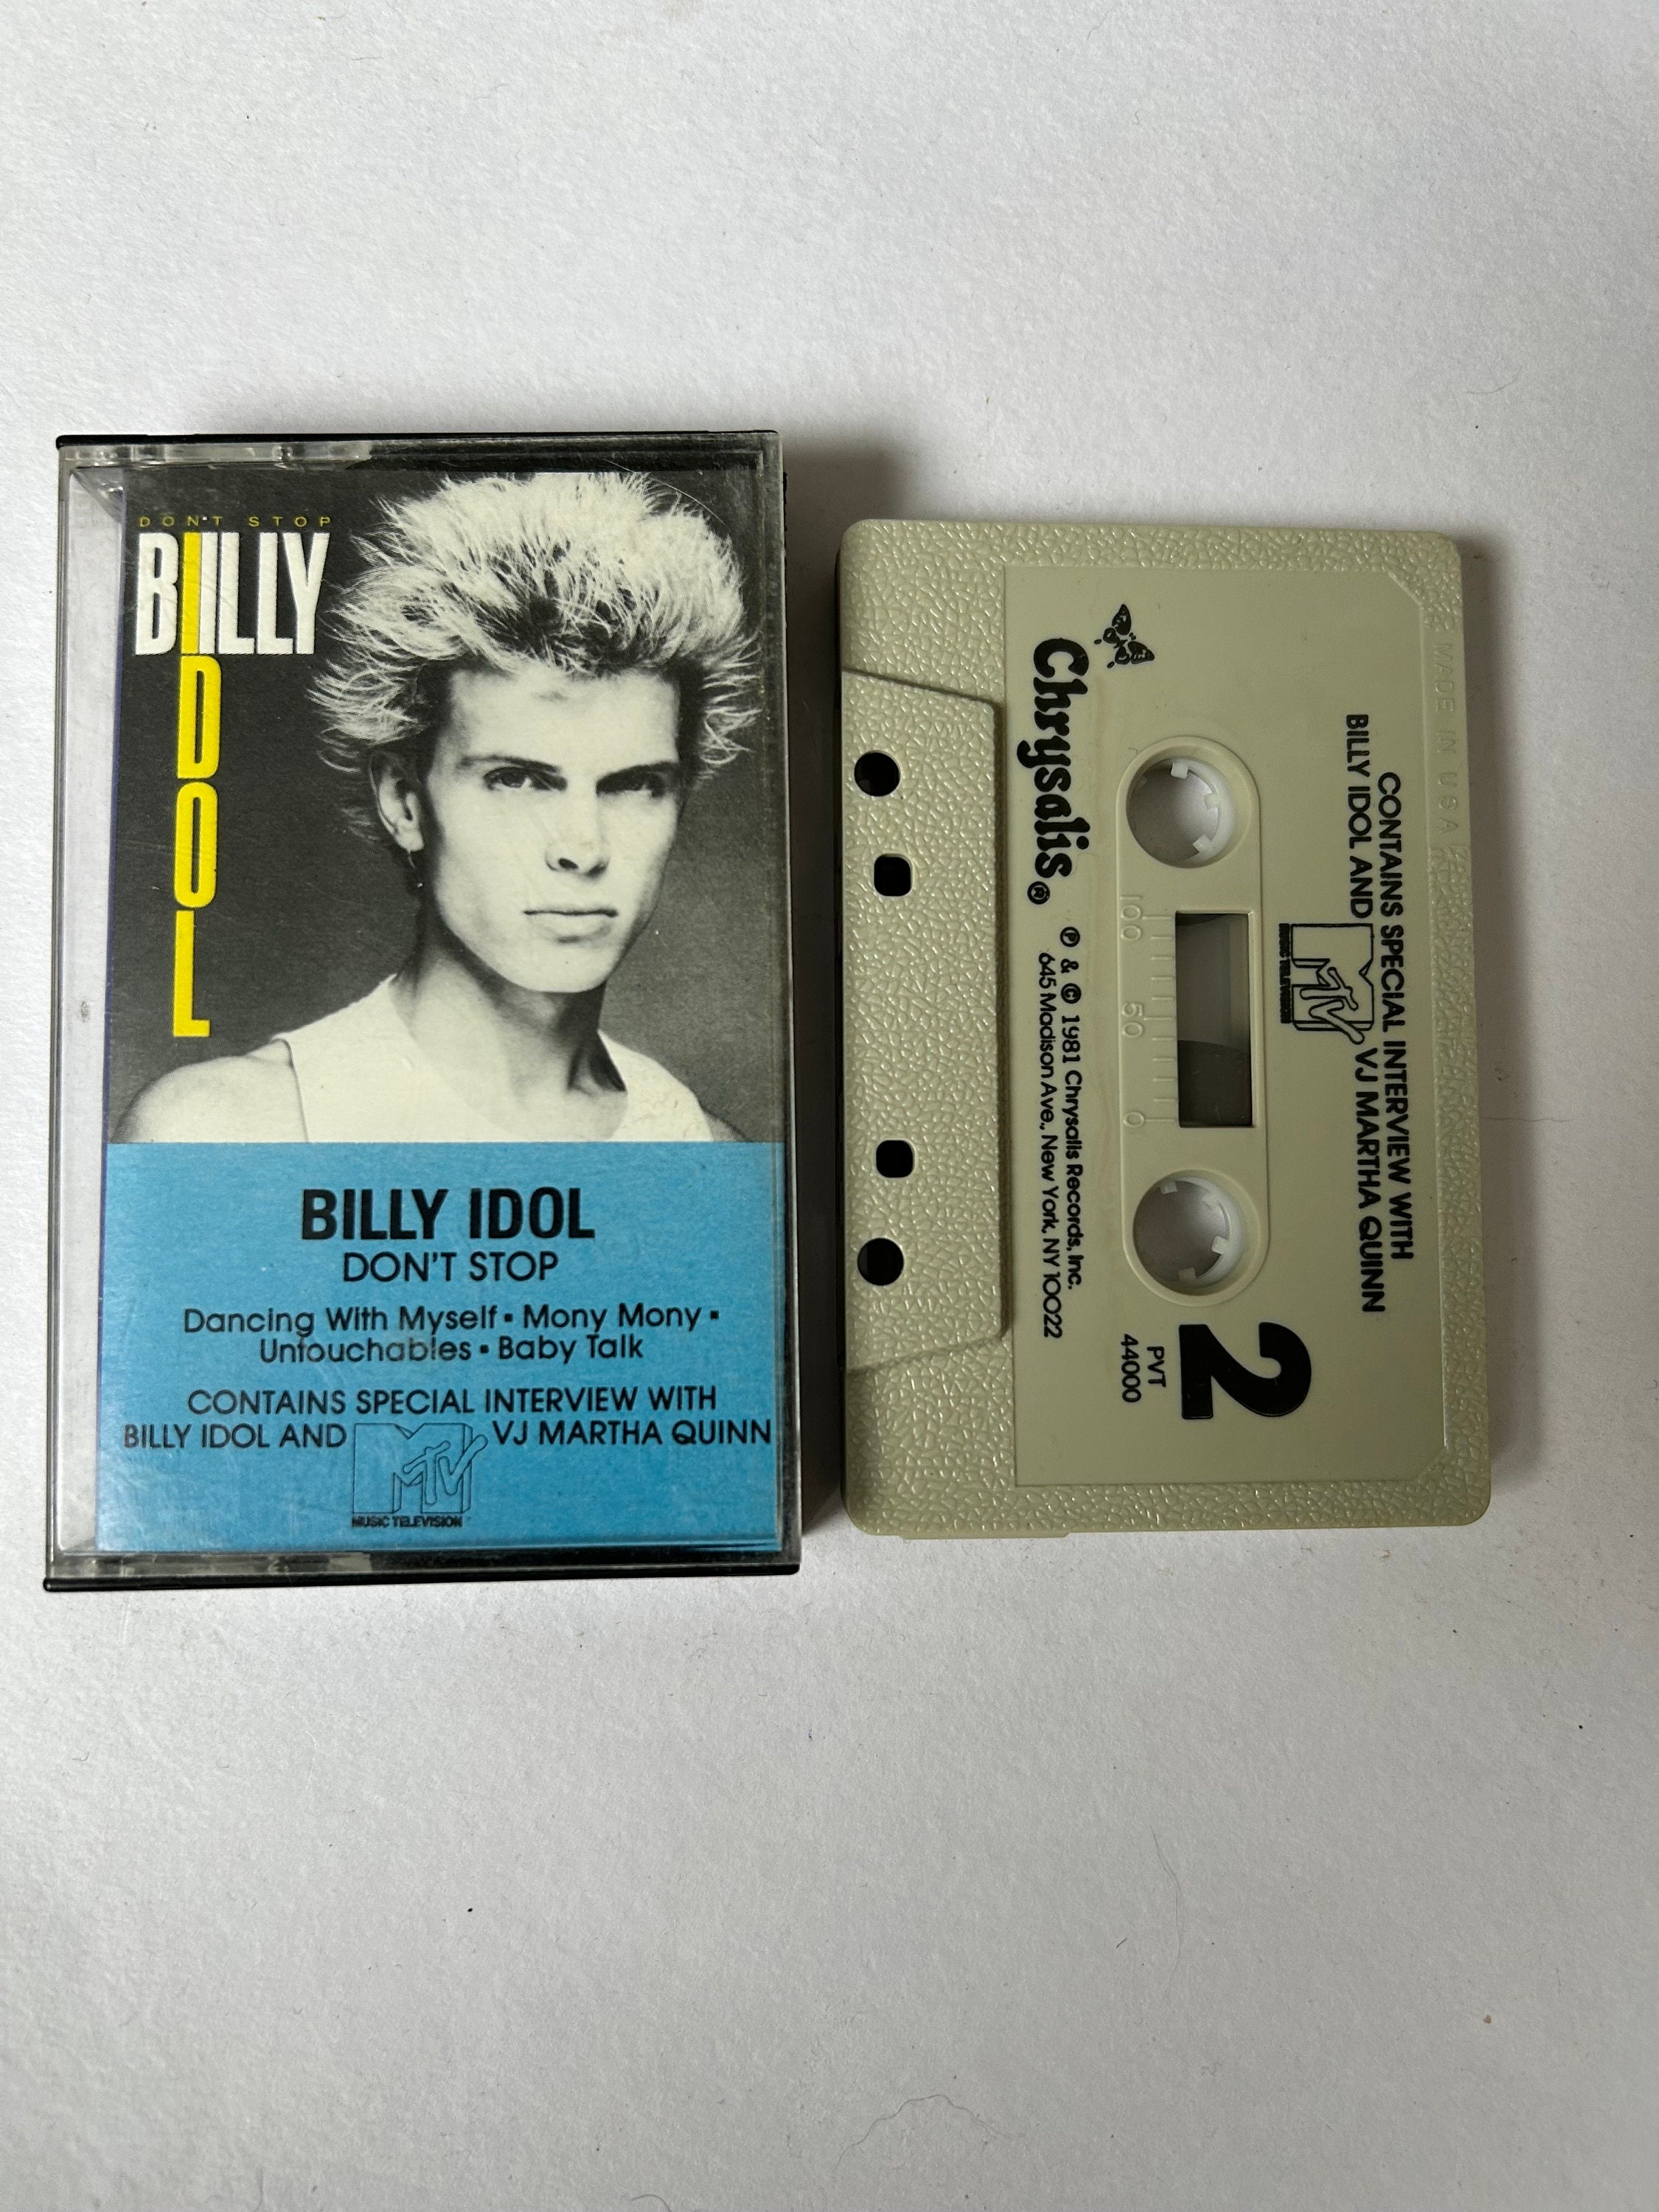 DON'T STOP
BILLY
IDOL
BILLY IDOL
DON'T STOP
Dancing With Myself ▪ Mony Mony ▪
Untouchables ▪ Baby Talk
CONTAINS SPECIAL INTERVIEW WITH
BILLY IDOL AND MTV VJ MARTHA QUINN
MUSIC TELEVISION
MADE IN U S A
CONTAINS SPECIAL INTERVIEW WITH
BILLY IDOL AND MTV VJ MARTHA QUINN
MUSIC TELEVISION
2
PVT
44000
100 50 0
Chrysalis®
℗ & © 1981 Chrysalis Records, Inc.
645 Madison Ave., New York, NY 10022